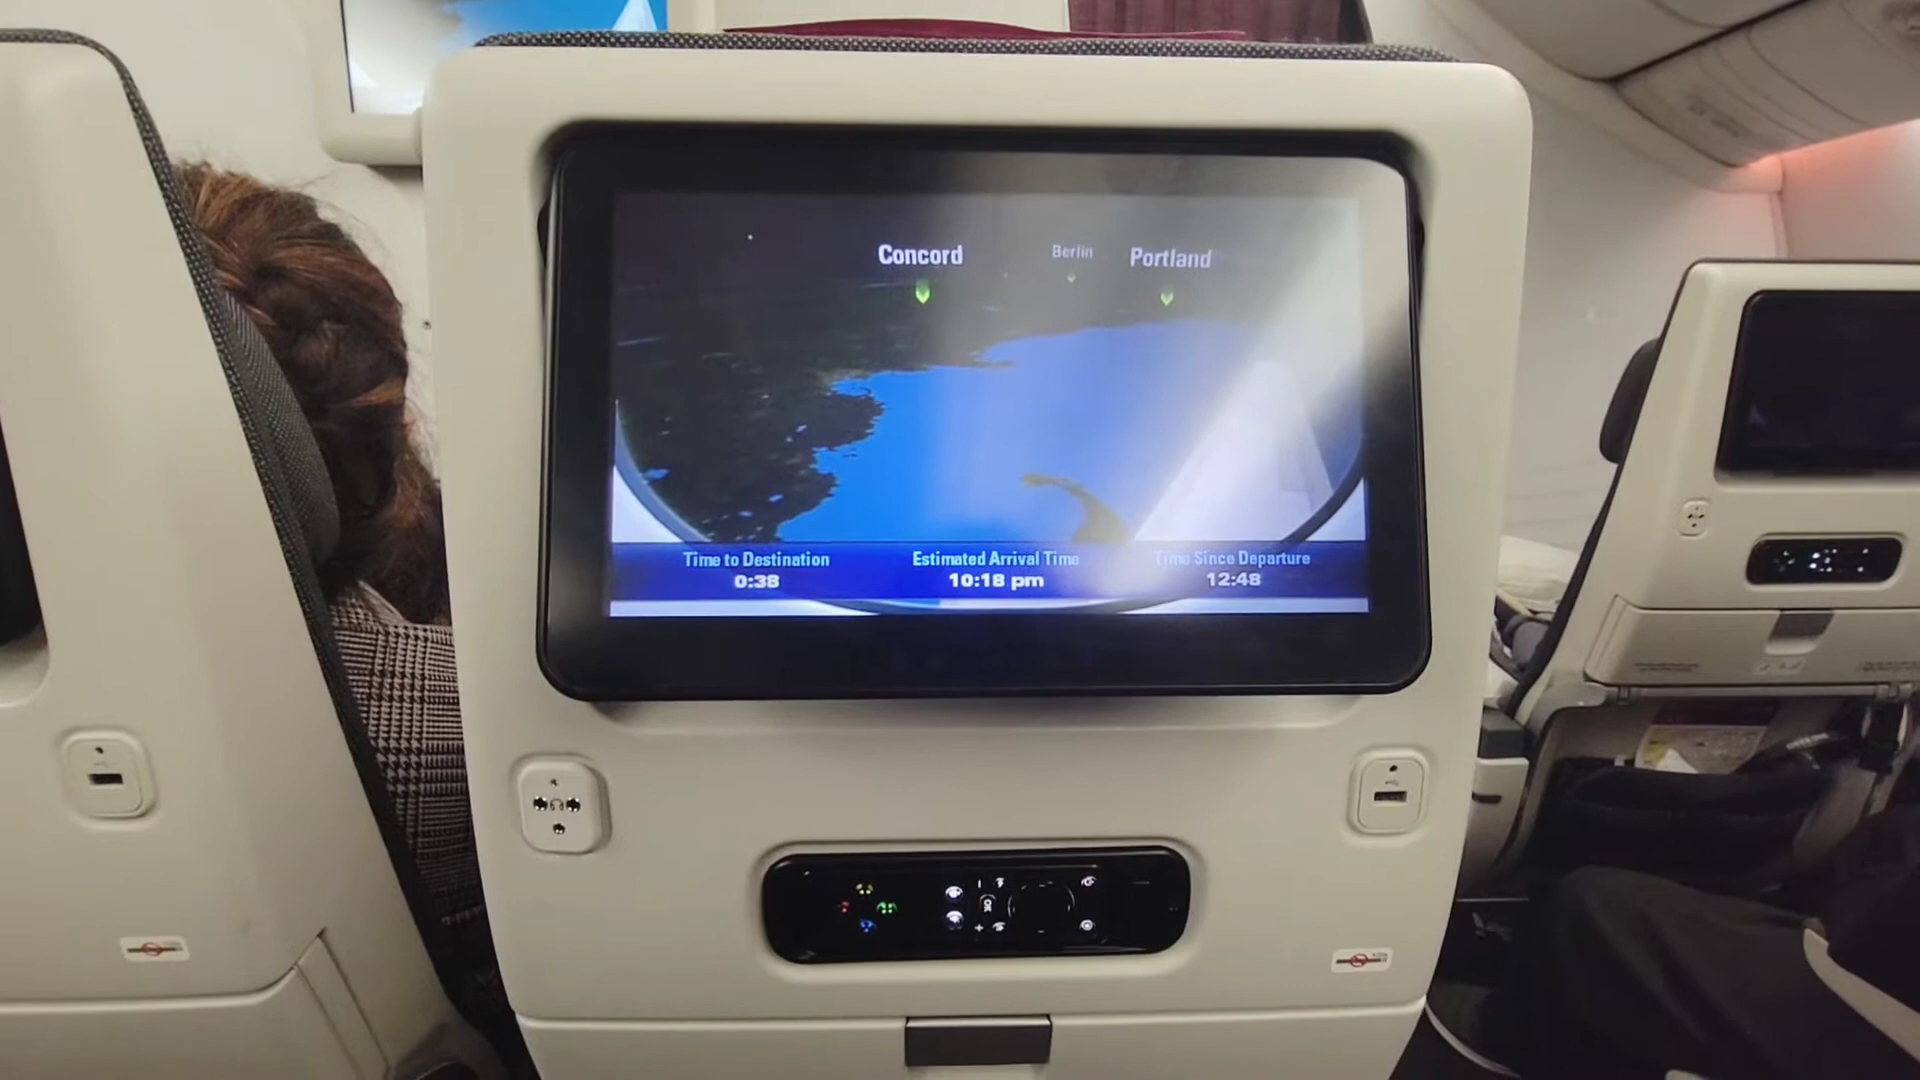 Concord
Berlin
Portland
Time to Destination
0:38
Estimated Arrival Time
10:18 pm
Time Since Departure
12:48
OK